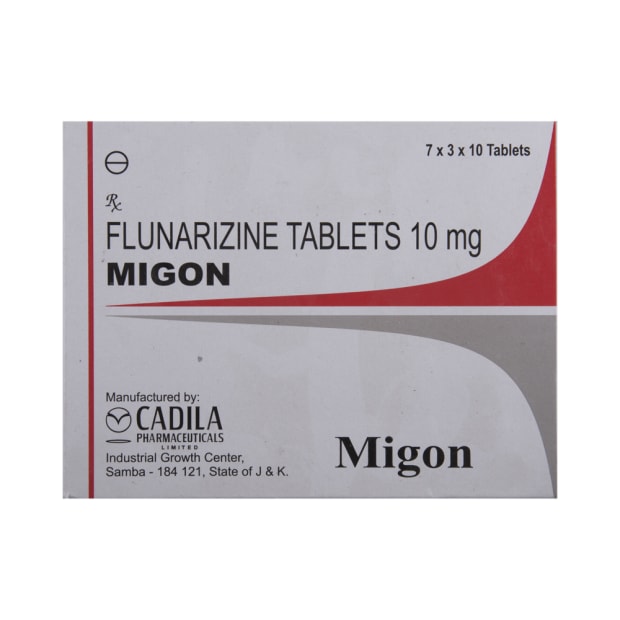 7 x 3 x 10 Tablets
Rx
FLUNARIZINE TABLETS 10 mg
MIGON
Manufactured by:
CADILA
PHARMACEUTICALS
LIMITED
Industrial Growth Center,
Samba - 184 121, State of J & K.
Migon